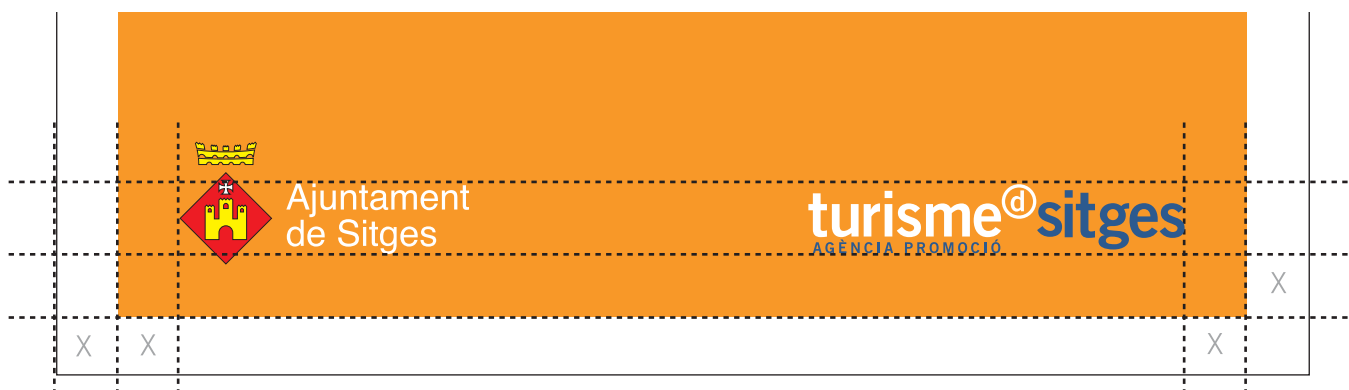 Ajuntament
de Sitges
turisme d sitges
AGÈNCIA PROMOCIÓ
X
X X X